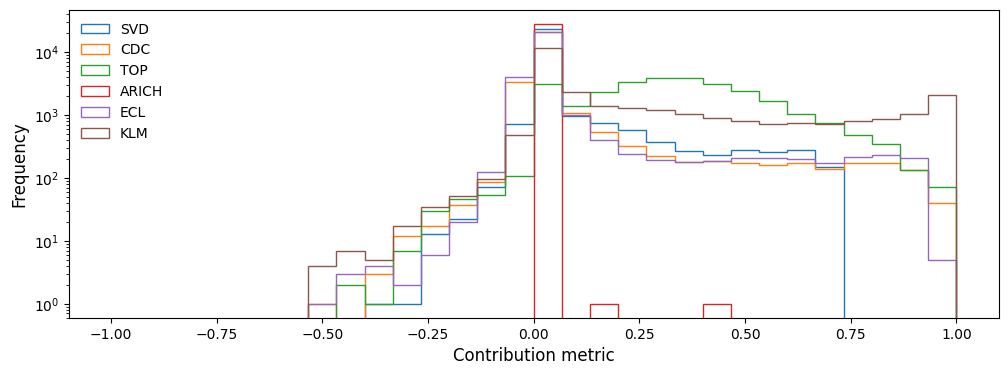 SVD
CDC
TOP
ARICH
ECL
KLM
Frequency
10⁴
10³
10²
10¹
10⁰
−1.00 −0.75 −0.50 −0.25 0.00 0.25 0.50 0.75 1.00
Contribution metric